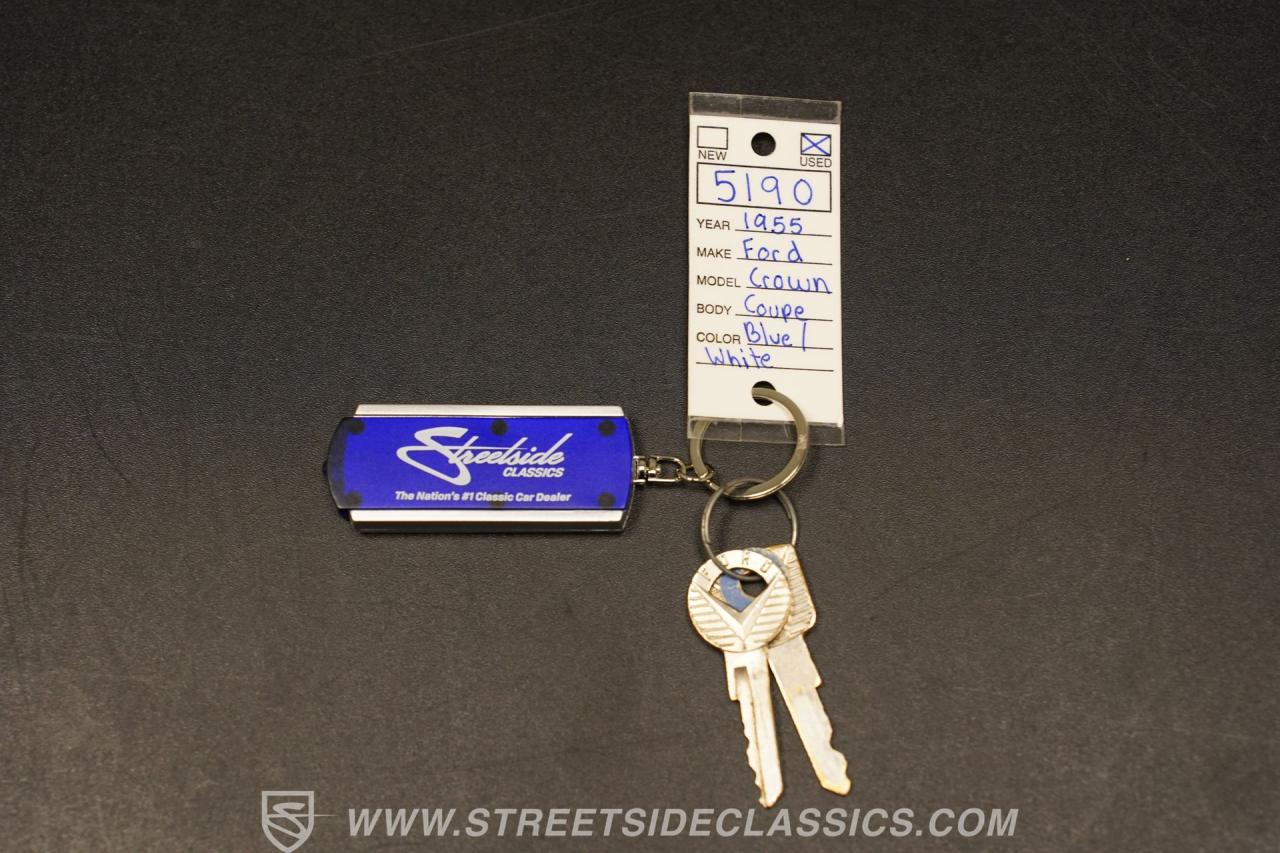 NEW USED
5190
YEAR 1955
MAKE Ford
MODEL Crown
BODY Coupe
COLOR Blue/
White
Streetside
CLASSICS
The Nation's #1 Classic Car Dealer
FORD
WWW.STREETSIDECLASSICS.COM